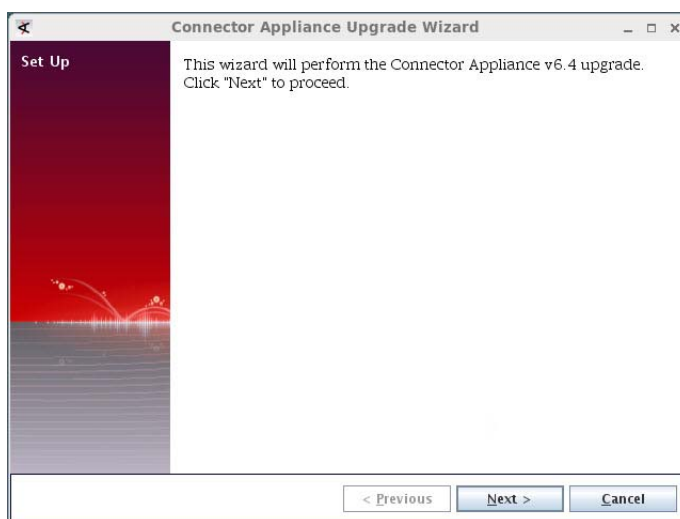 Connector Appliance Upgrade Wizard
Set Up
This wizard will perform the Connector Appliance v6.4 upgrade.
Click "Next" to proceed.
< Previous
Next >
Cancel